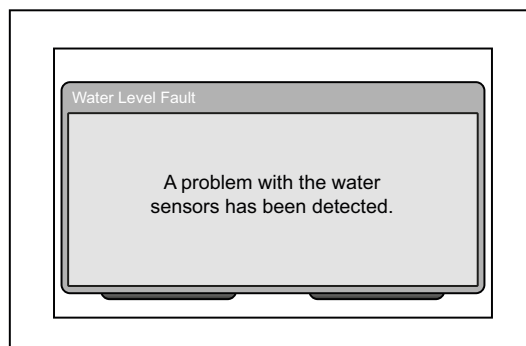 Water Level Fault
A problem with the water
sensors has been detected.